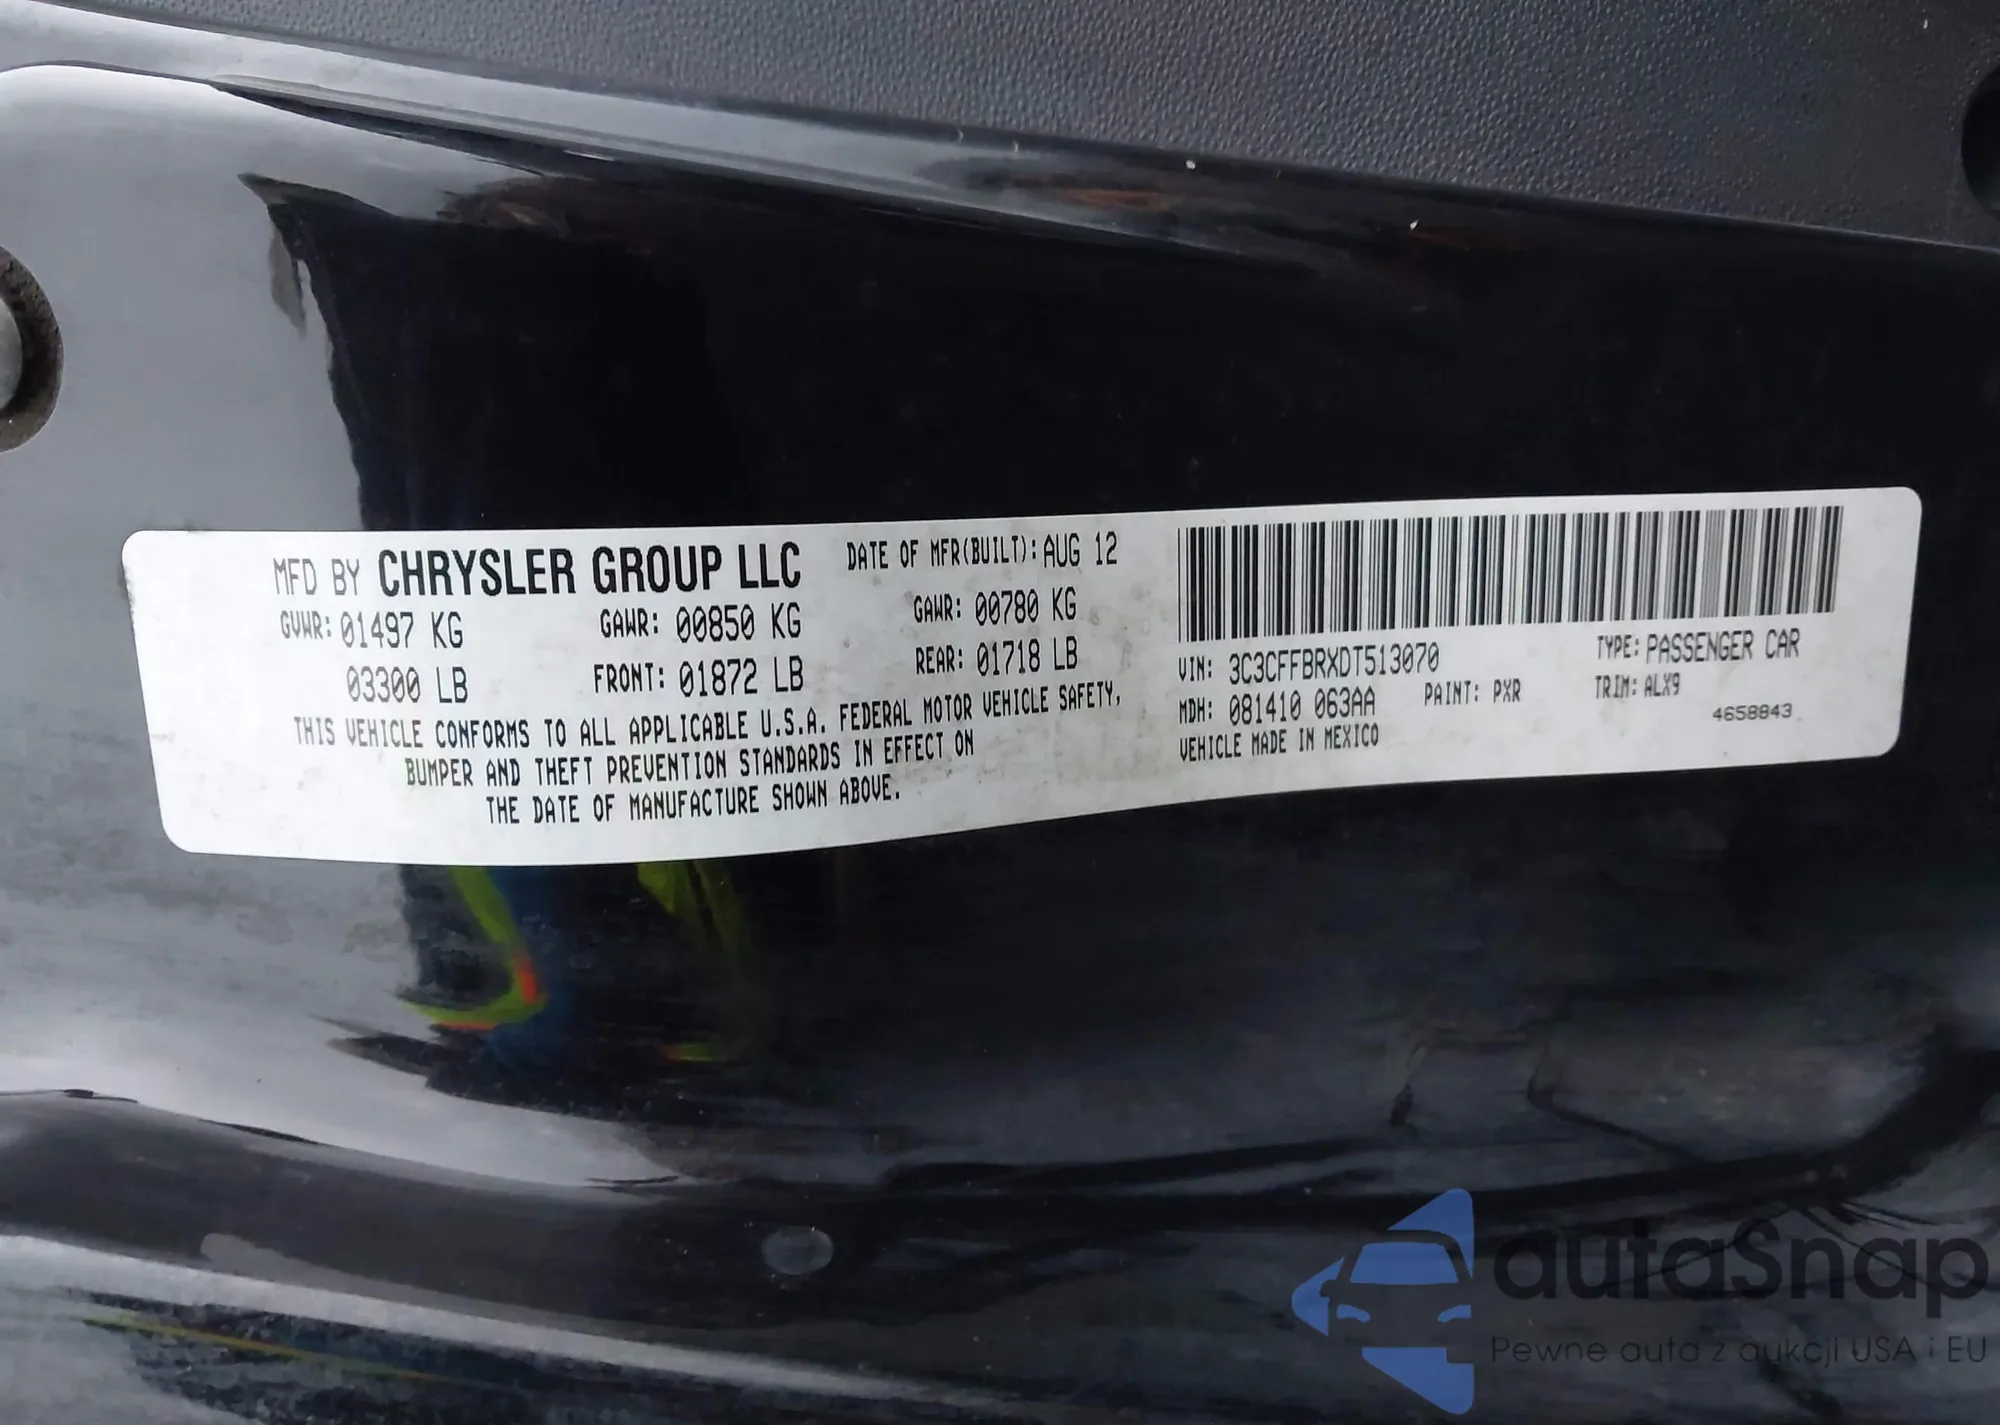 MFD BY CHRYSLER GROUP LLC DATE OF MFR(BUILT): AUG 12
GVWR: 01497 KG GAWR: 00850 KG GAWR: 00780 KG
03300 LB FRONT: 01872 LB REAR: 01718 LB
THIS VEHICLE CONFORMS TO ALL APPLICABLE U.S.A. FEDERAL MOTOR VEHICLE SAFETY,
BUMPER AND THEFT PREVENTION STANDARDS IN EFFECT ON
THE DATE OF MANUFACTURE SHOWN ABOVE.
VIN: 3C3CFFBRXDT513070 TYPE: PASSENGER CAR
MDH: 081410 063AA PAINT: PXR TRIM: ALX9
VEHICLE MADE IN MEXICO 4658843
autaSnap
Pewne auta z aukcji USA i EU